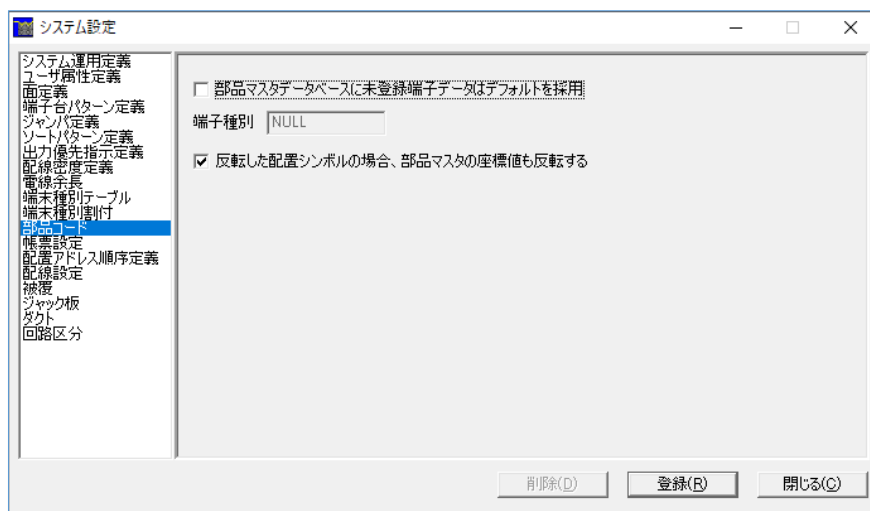 システム設定
システム運用定義
ユーザ属性定義
面定義
端子台パターン定義
ジャンパ定義
ソートパターン定義
出力優先指示定義
配線密度定義
電線余長
端末種別テーブル
端末種別割付
部品コード
帳票設定
配置アドレス順序定義
配線設定
被覆
ジャック板
ダクト
回路区分
部品マスタデータベースに未登録端子データはデフォルトを採用
端子種別 NULL
反転した配置シンボルの場合、部品マスタの座標値も反転する
削除(D) 登録(R) 閉じる(C)